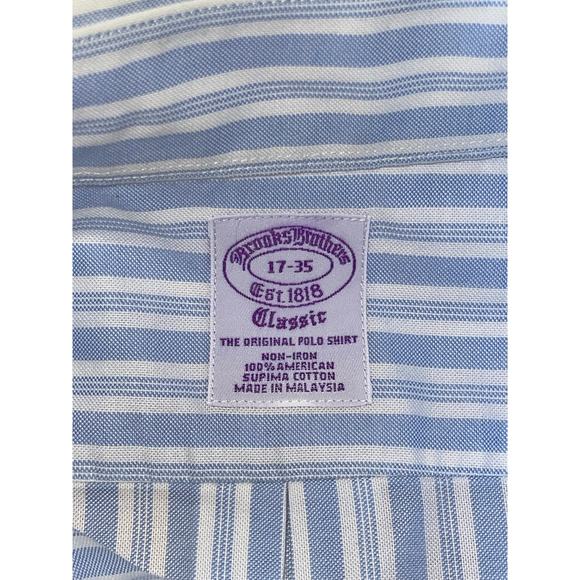 Brooks Brothers
17-35
Est. 1818
Classic
THE ORIGINAL POLO SHIRT
NON-IRON
100% AMERICAN
SUPIMA COTTON
MADE IN MALAYSIA